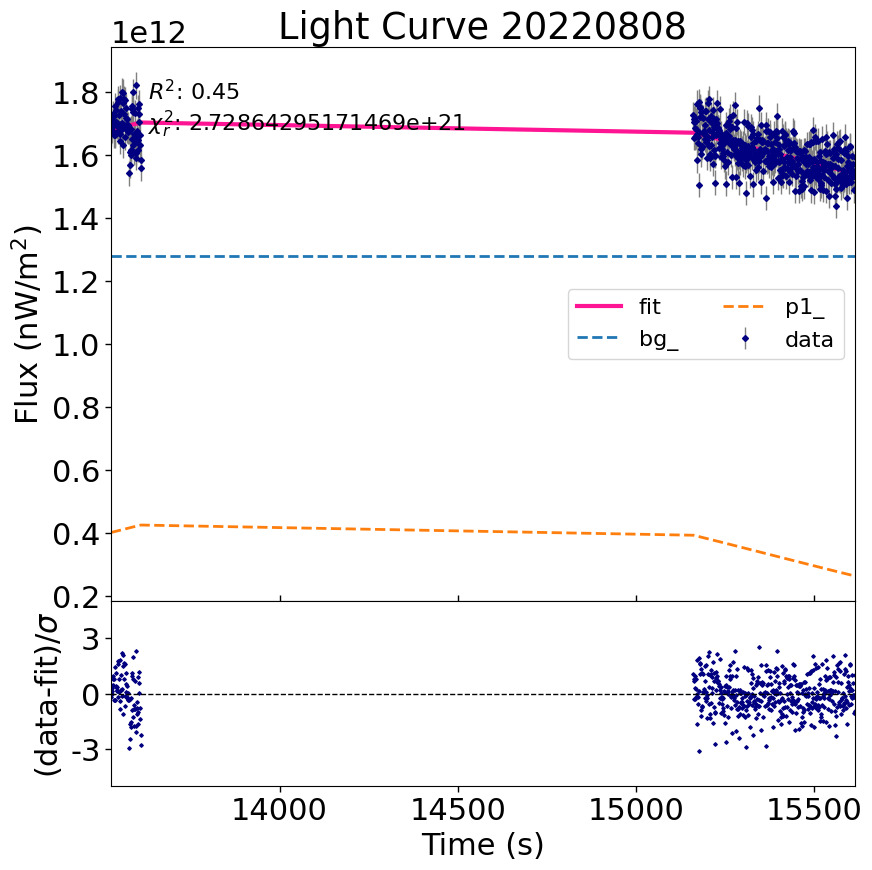 Light Curve 20220808
1e12
R²: 0.45
χ²ᵣ: 2.72864295171469e+21
1.8
1.6
1.4
1.2
1.0
0.8
0.6
0.4
0.2
Flux (nW/m²)
fit
p1_
bg_
data
3
0
-3
(data-fit)/σ
14000
14500
15000
15500
Time (s)